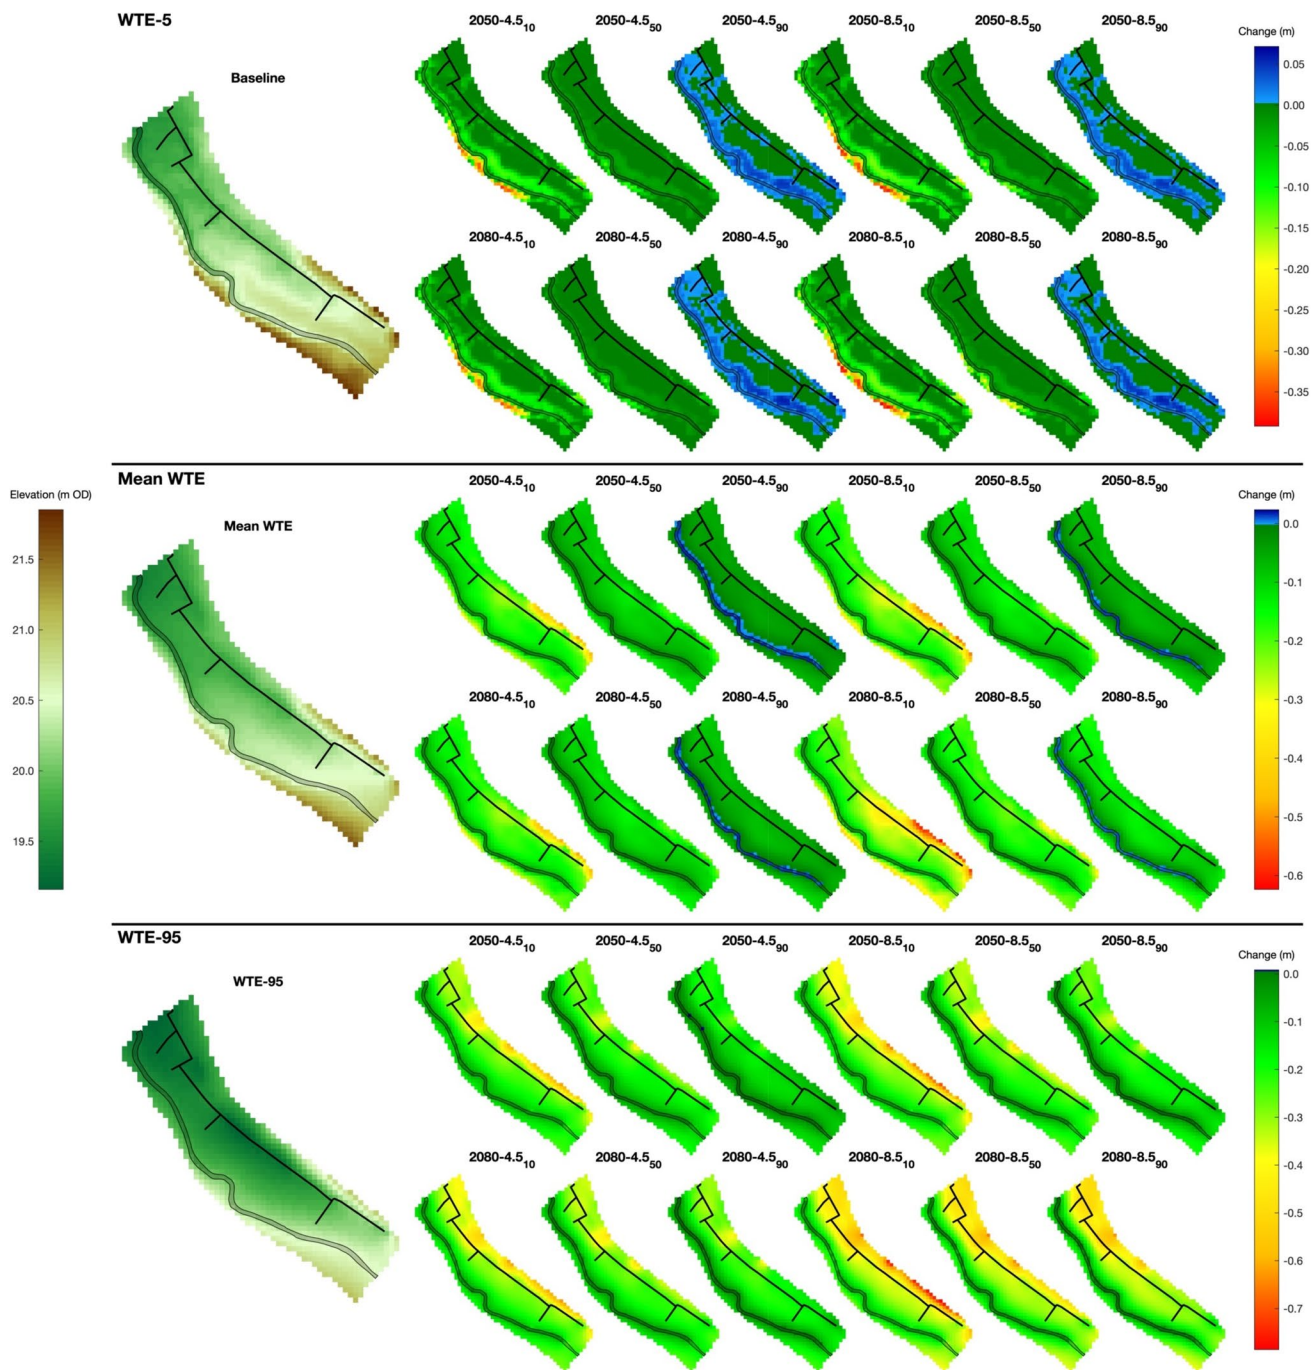 WTE-5
2050-4.5₁₀ 2050-4.5₅₀ 2050-4.5₉₀ 2050-8.5₁₀ 2050-8.5₅₀ 2050-8.5₉₀
Change (m)
Baseline
0.05
0.00
-0.05
-0.10
-0.15
-0.20
-0.25
-0.30
-0.35
2080-4.5₁₀ 2080-4.5₅₀ 2080-4.5₉₀ 2080-8.5₁₀ 2080-8.5₅₀ 2080-8.5₉₀
Elevation (m OD)
21.5
21.0
20.5
20.0
19.5
Mean WTE
2050-4.5₁₀ 2050-4.5₅₀ 2050-4.5₉₀ 2050-8.5₁₀ 2050-8.5₅₀ 2050-8.5₉₀
Change (m)
Mean WTE
0.0
-0.1
-0.2
-0.3
-0.4
-0.5
-0.6
2080-4.5₁₀ 2080-4.5₅₀ 2080-4.5₉₀ 2080-8.5₁₀ 2080-8.5₅₀ 2080-8.5₉₀
WTE-95
2050-4.5₁₀ 2050-4.5₅₀ 2050-4.5₉₀ 2050-8.5₁₀ 2050-8.5₅₀ 2050-8.5₉₀
Change (m)
WTE-95
0.0
-0.1
-0.2
-0.3
-0.4
-0.5
-0.6
-0.7
2080-4.5₁₀ 2080-4.5₅₀ 2080-4.5₉₀ 2080-8.5₁₀ 2080-8.5₅₀ 2080-8.5₉₀